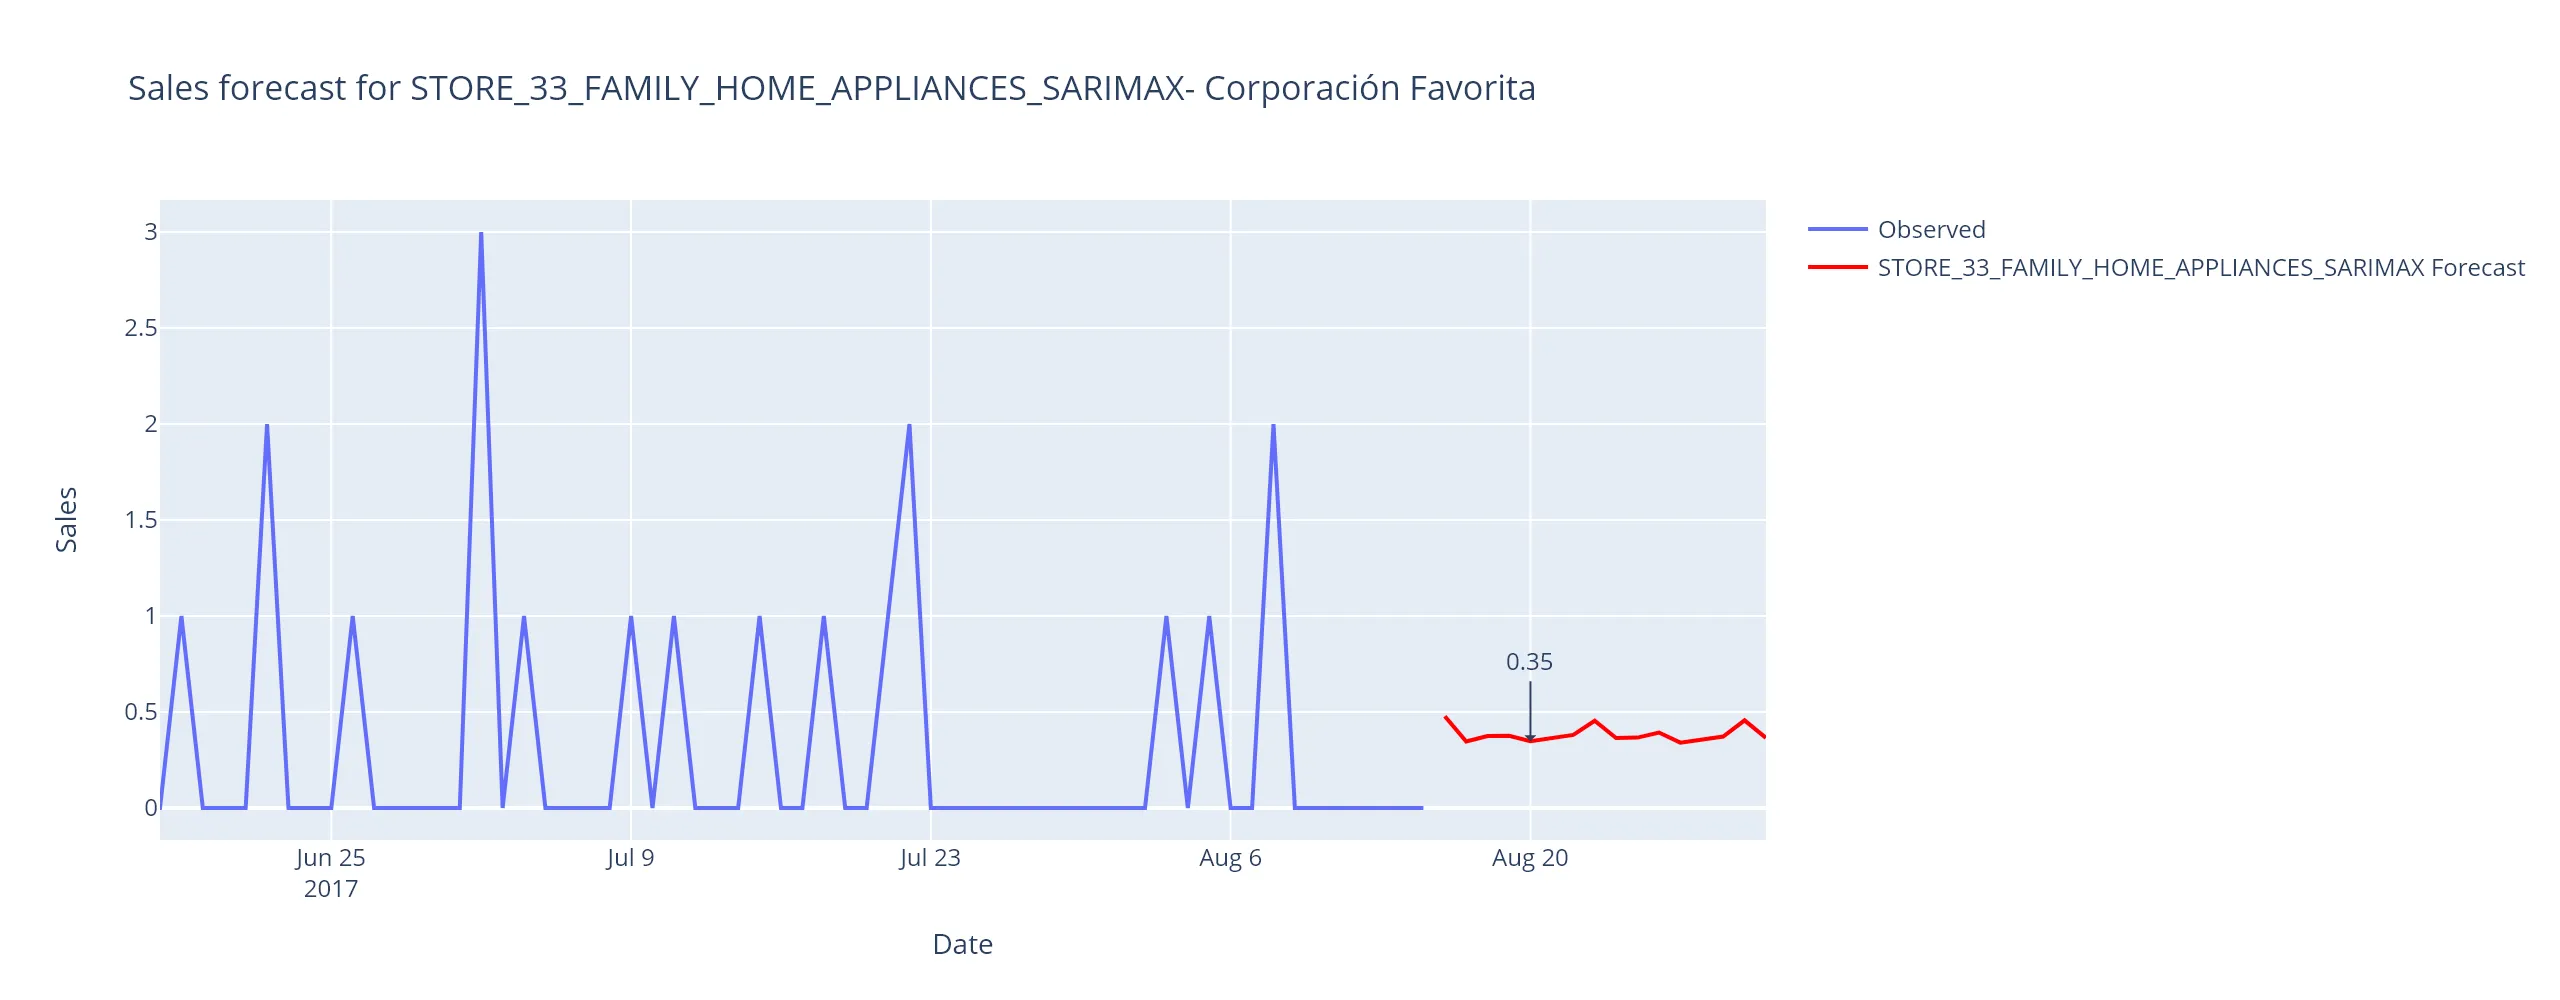 Sales forecast for STORE_33_FAMILY_HOME_APPLIANCES_SARIMAX- Corporación Favorita
Observed
STORE_33_FAMILY_HOME_APPLIANCES_SARIMAX Forecast
3
2.5
2
1.5
1
0.5
0
Sales
0.35
Jun 25
2017
Jul 9
Jul 23
Aug 6
Aug 20
Date